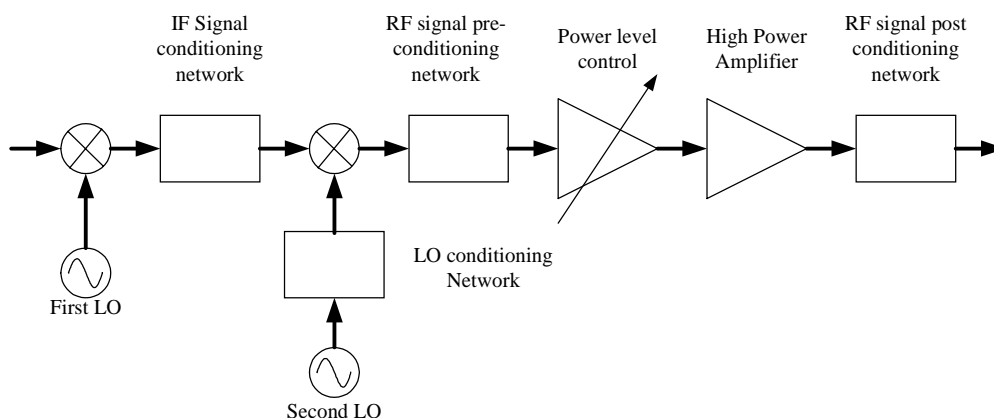 IF Signal
conditioning
network
RF signal pre-
conditioning
network
Power level
control
High Power
Amplifier
RF signal post
conditioning
network
LO conditioning
Network
First LO
Second LO